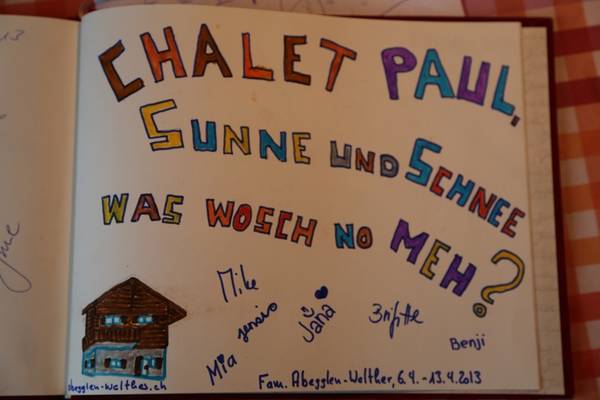 CHALET PAUL,
SUNNE UND SCHNEE
WAS WOSCH NO MEH?
Mike
Jana
Brigitte
Mia
Benji
abegglen-walther.ch
Fam. Abegglen-Walther, 6.4. - 13.4.2013